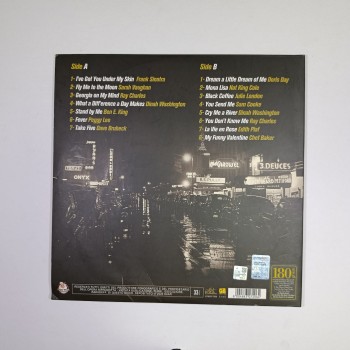 Side A
1- I've Got You Under My Skin Frank Sinatra
2- Fly Me to the Moon Sarah Vaughan
3- Georgia on My Mind Ray Charles
4- What a Difference a Day Makes Dinah Washington
5- Stand by Me Ben E. King
6- Fever Peggy Lee
7- Take Five Dave Brubeck
Side B
1- Dream a Little Dream of Me Doris Day
2- Mona Lisa Nat King Cole
3- Black Coffee Julie London
4- You Send Me Sam Cooke
5- Cry Me a River Dinah Washington
6- You Don't Know Me Ray Charles
7- La Vie en Rose Edith Piaf
8- My Funny Valentine Chet Baker
3 DEUCES
ONYX
180